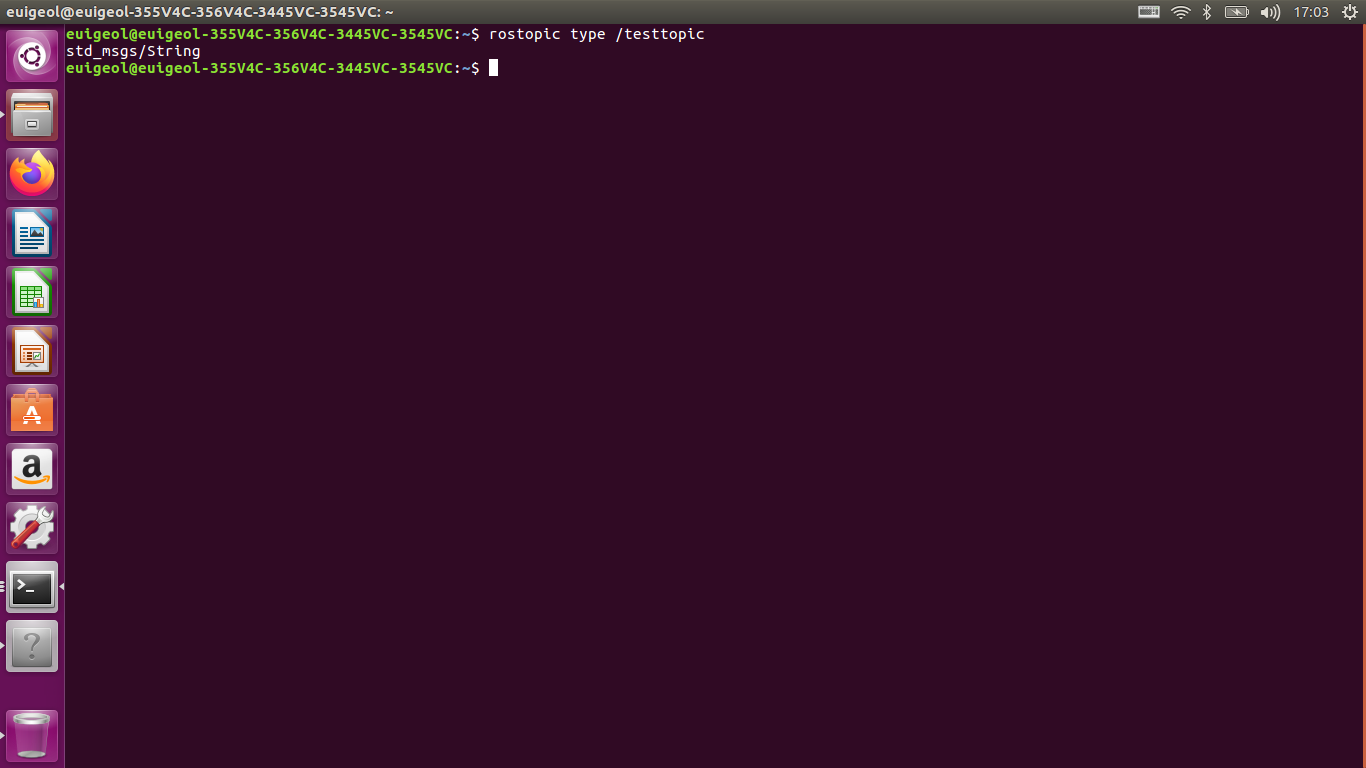 euigeol@euigeol-355V4C-356V4C-3445VC-3545VC: ~
17:03
euigeol@euigeol-355V4C-356V4C-3445VC-3545VC:~$ rostopic type /testtopic
std_msgs/String
euigeol@euigeol-355V4C-356V4C-3445VC-3545VC:~$
A
a
>_
?